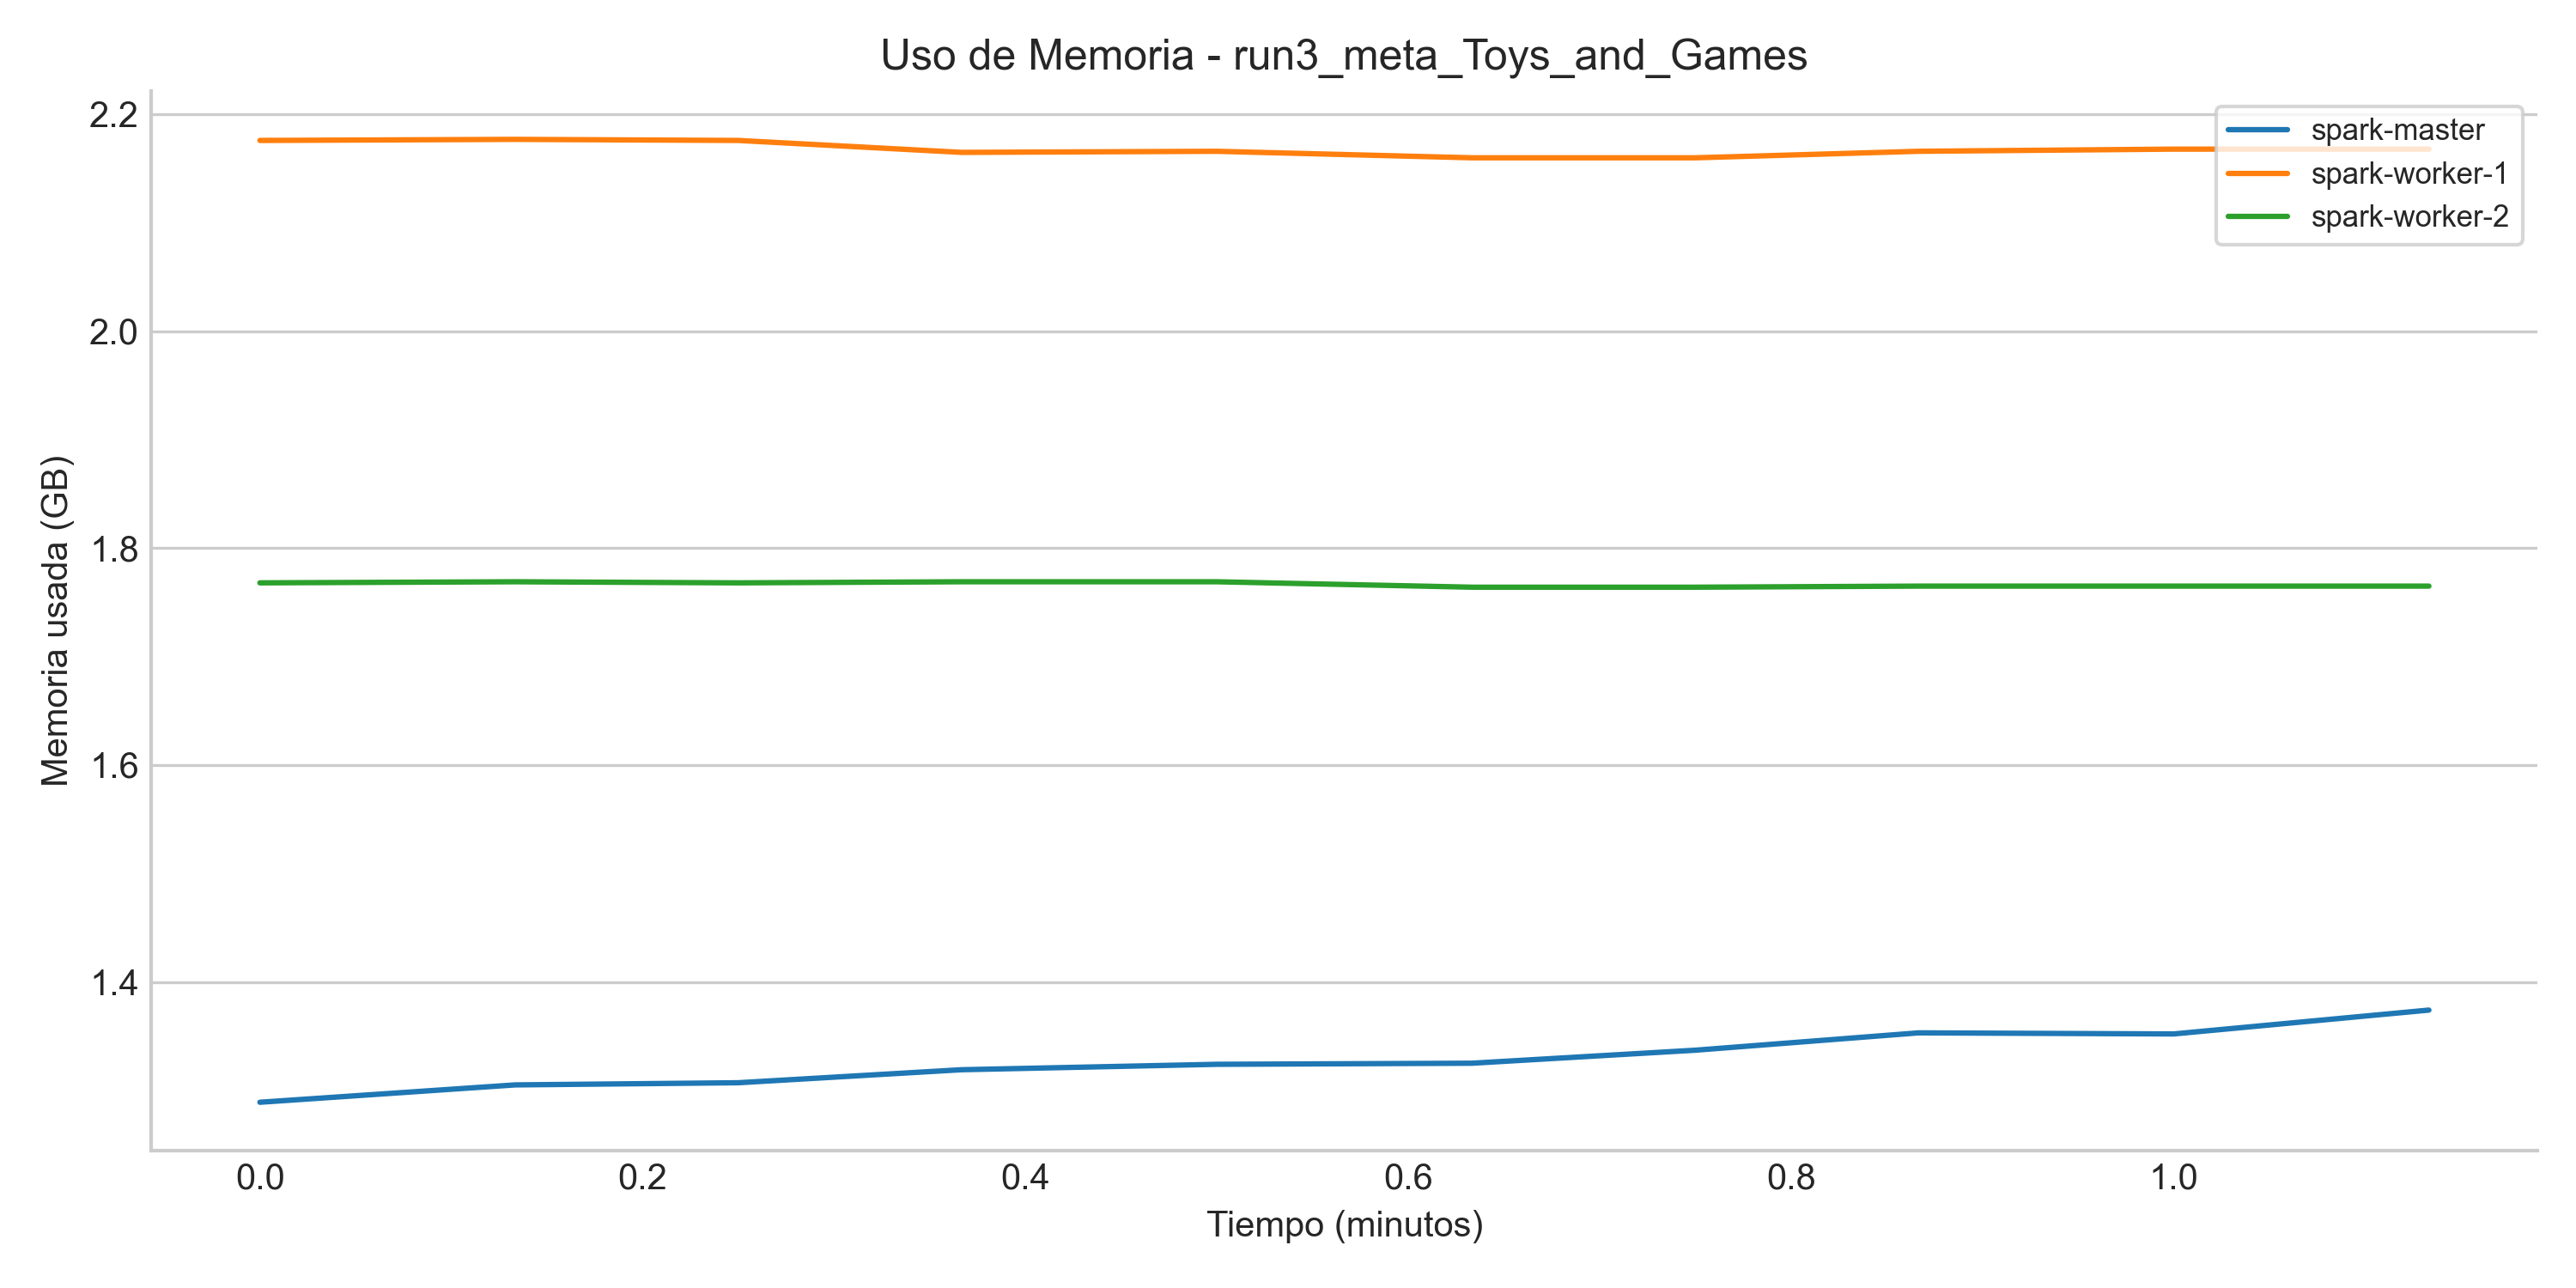 Uso de Memoria - run3_meta_Toys_and_Games
2.2
2.0
1.8
1.6
1.4
Memoria usada (GB)
spark-master
spark-worker-1
spark-worker-2
0.0 0.2 0.4 0.6 0.8 1.0
Tiempo (minutos)